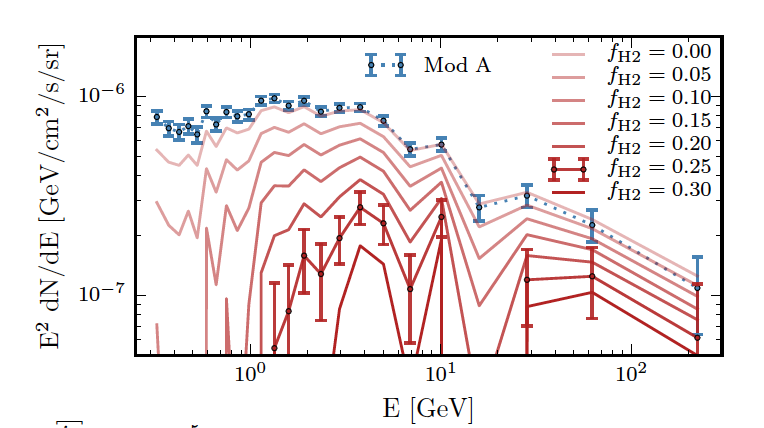 Mod A
f_H2 = 0.00
f_H2 = 0.05
f_H2 = 0.10
f_H2 = 0.15
f_H2 = 0.20
f_H2 = 0.25
f_H2 = 0.30
E² dN/dE [GeV/cm²/s/sr]
10⁻⁶
10⁻⁷
10⁰
10¹
10²
E [GeV]